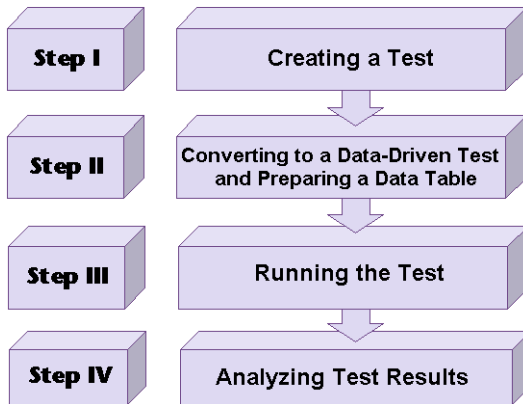 Step I
Creating a Test
Step II
Converting to a Data-Driven Test
and Preparing a Data Table
Step III
Running the Test
Step IV
Analyzing Test Results